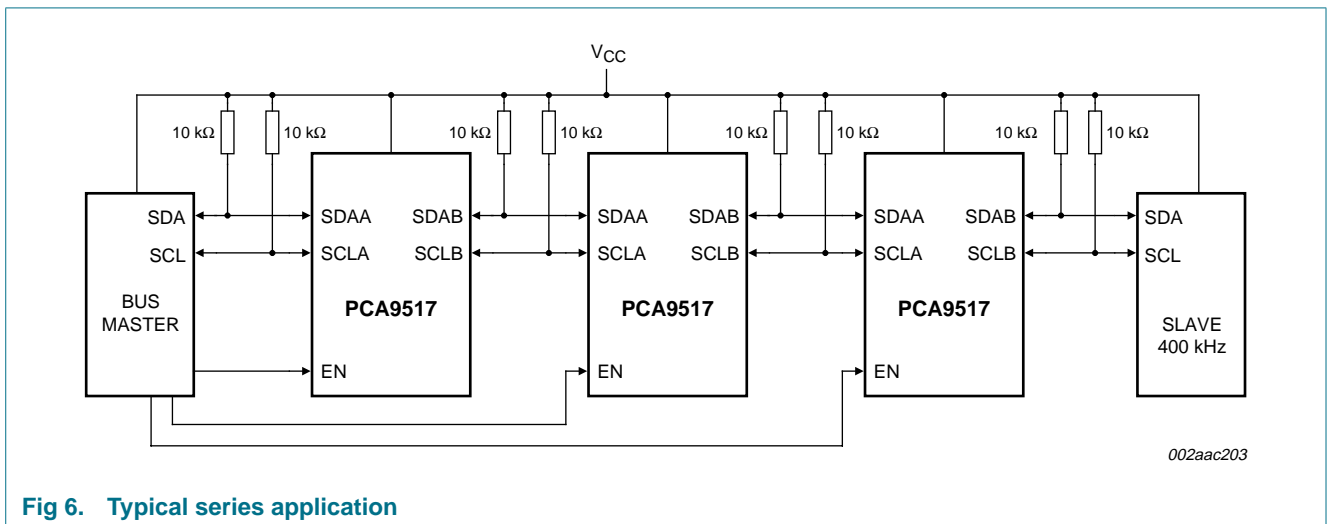 VCC
10 kΩ 10 kΩ 10 kΩ 10 kΩ 10 kΩ 10 kΩ 10 kΩ 10 kΩ
SDA SDAA SDAB SDAA SDAB SDAA SDAB SDA
SCL SCLA SCLB SCLA SCLB SCLA SCLB SCL
BUS
MASTER
PCA9517 PCA9517 PCA9517
SLAVE
400 kHz
EN EN EN
002aac203
Fig 6. Typical series application